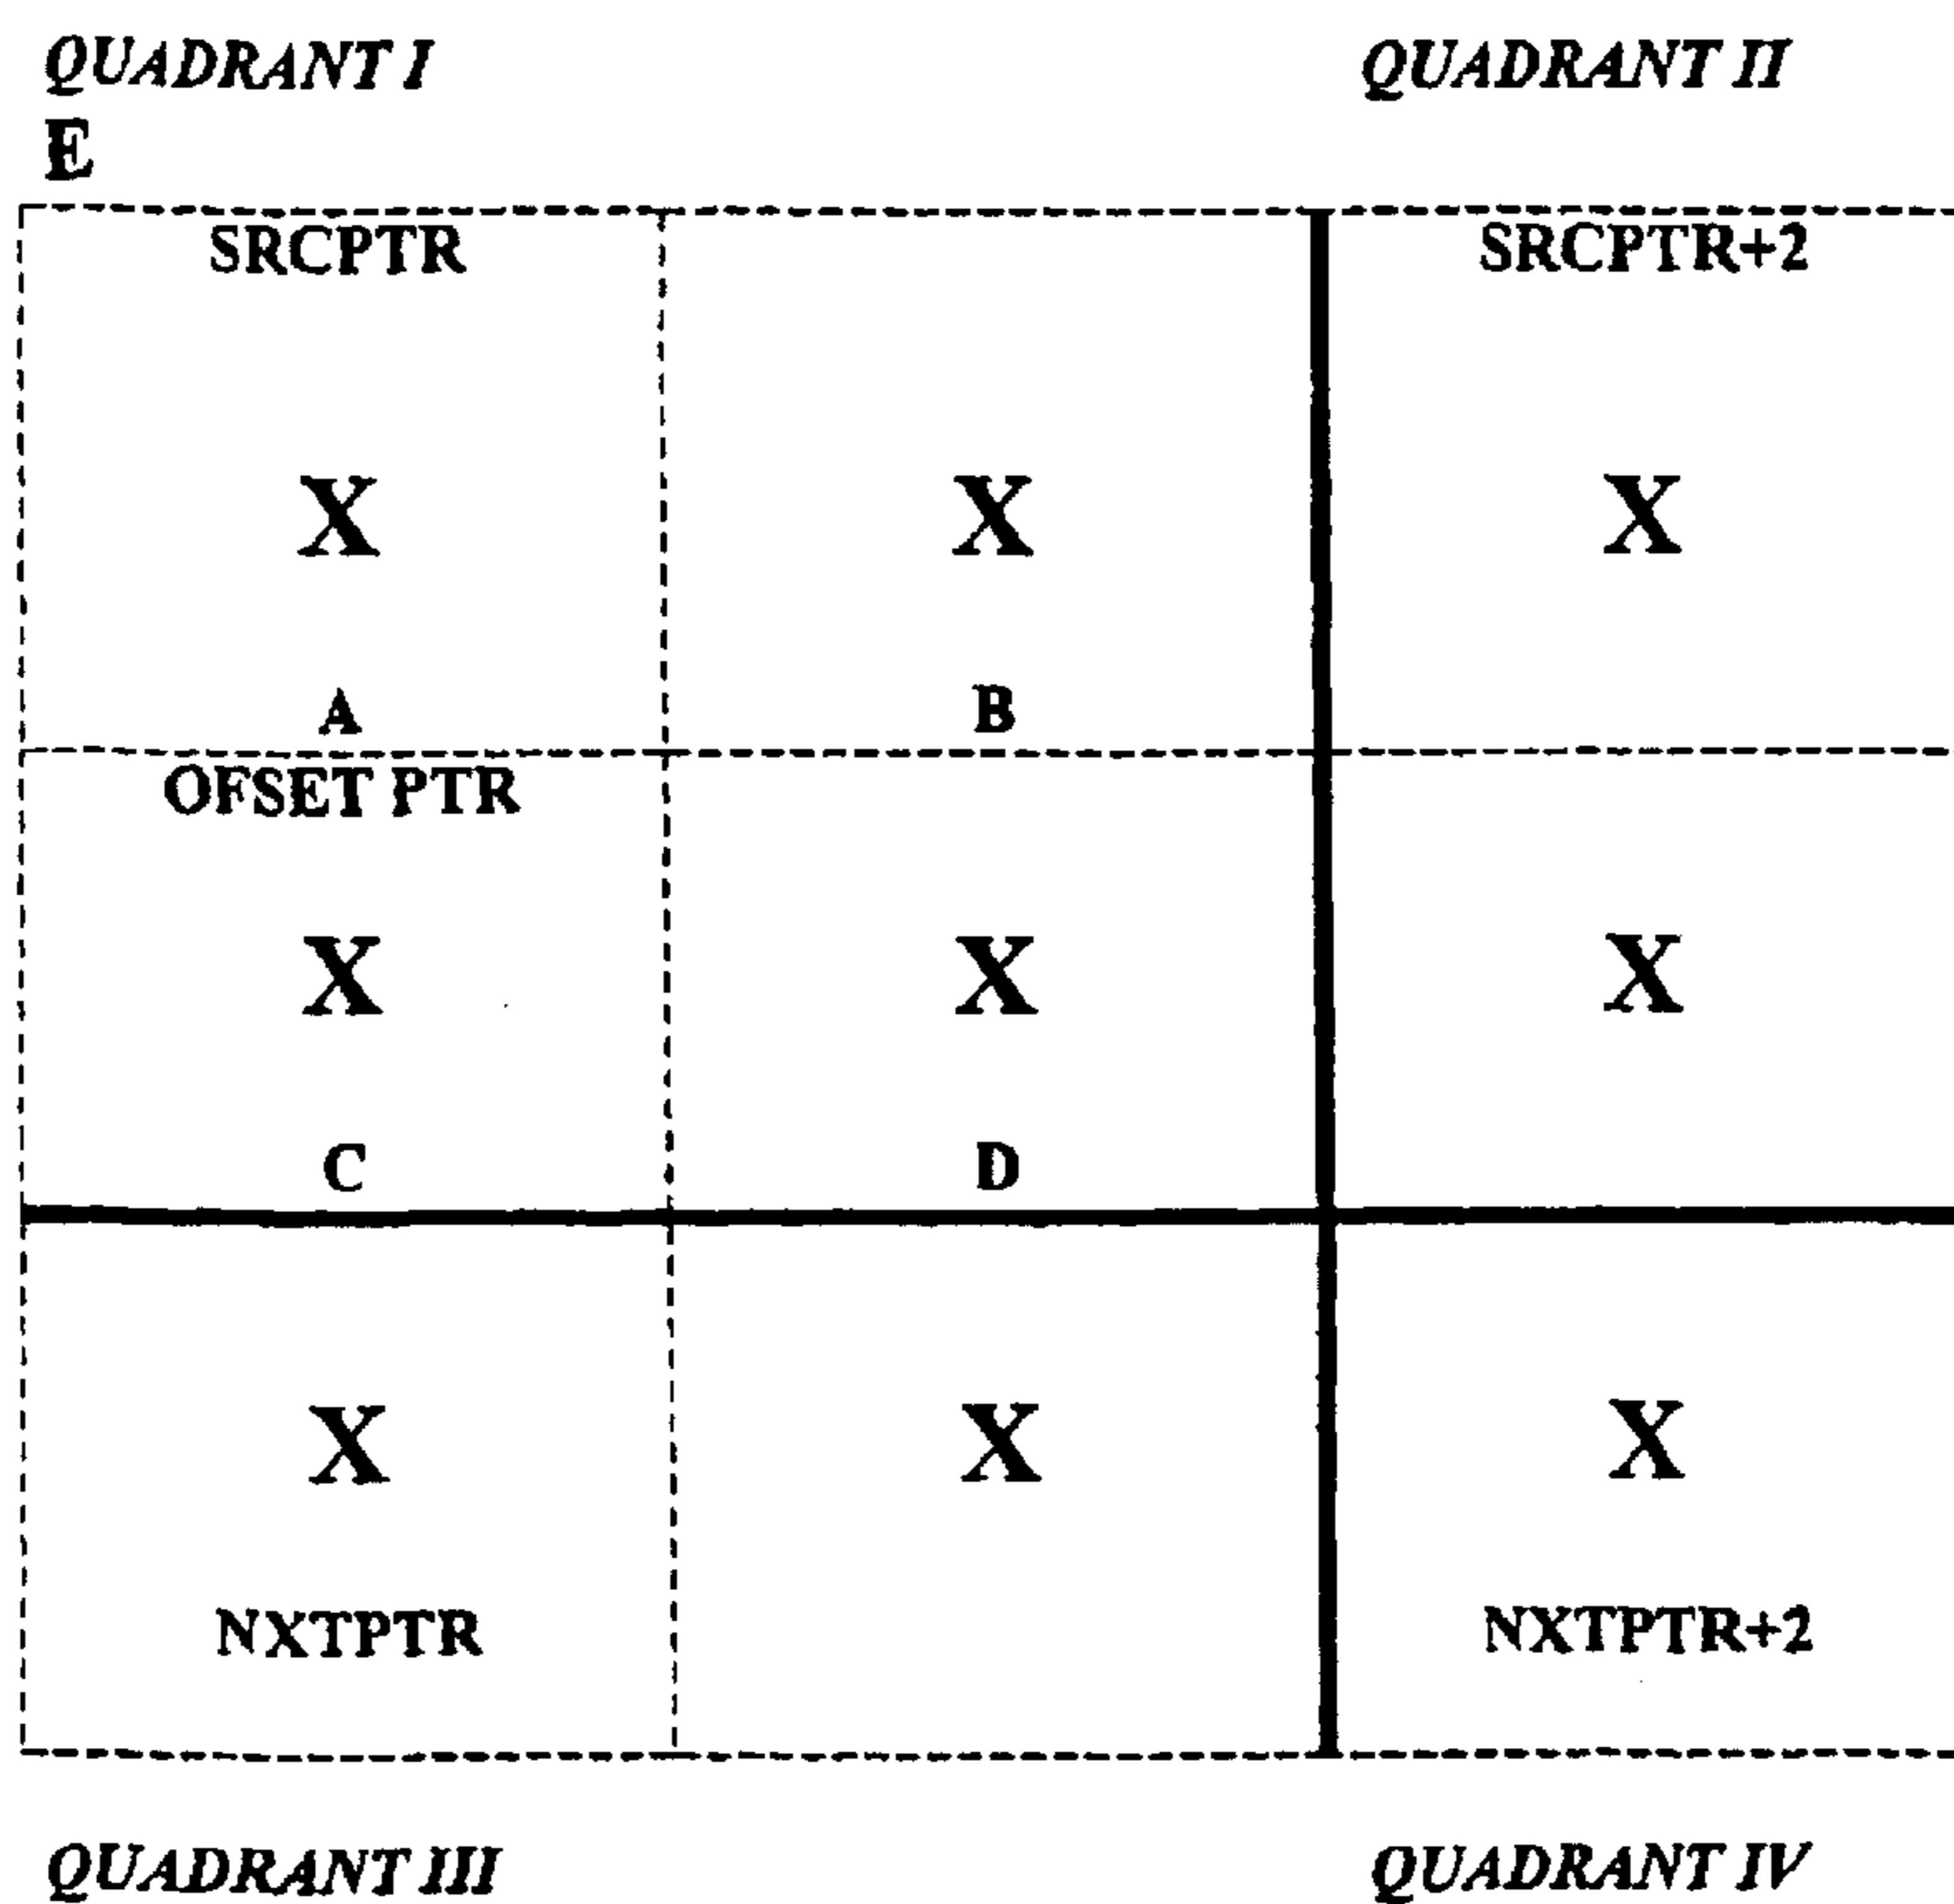 QUADRANT I QUADRANT II
E
SRCPTR SRCPTR+2
X X X
A B
OFSET PTR
X X X
C D
X X X
NXTPTR NXTPTR+2
QUADRANT III QUADRANT IV